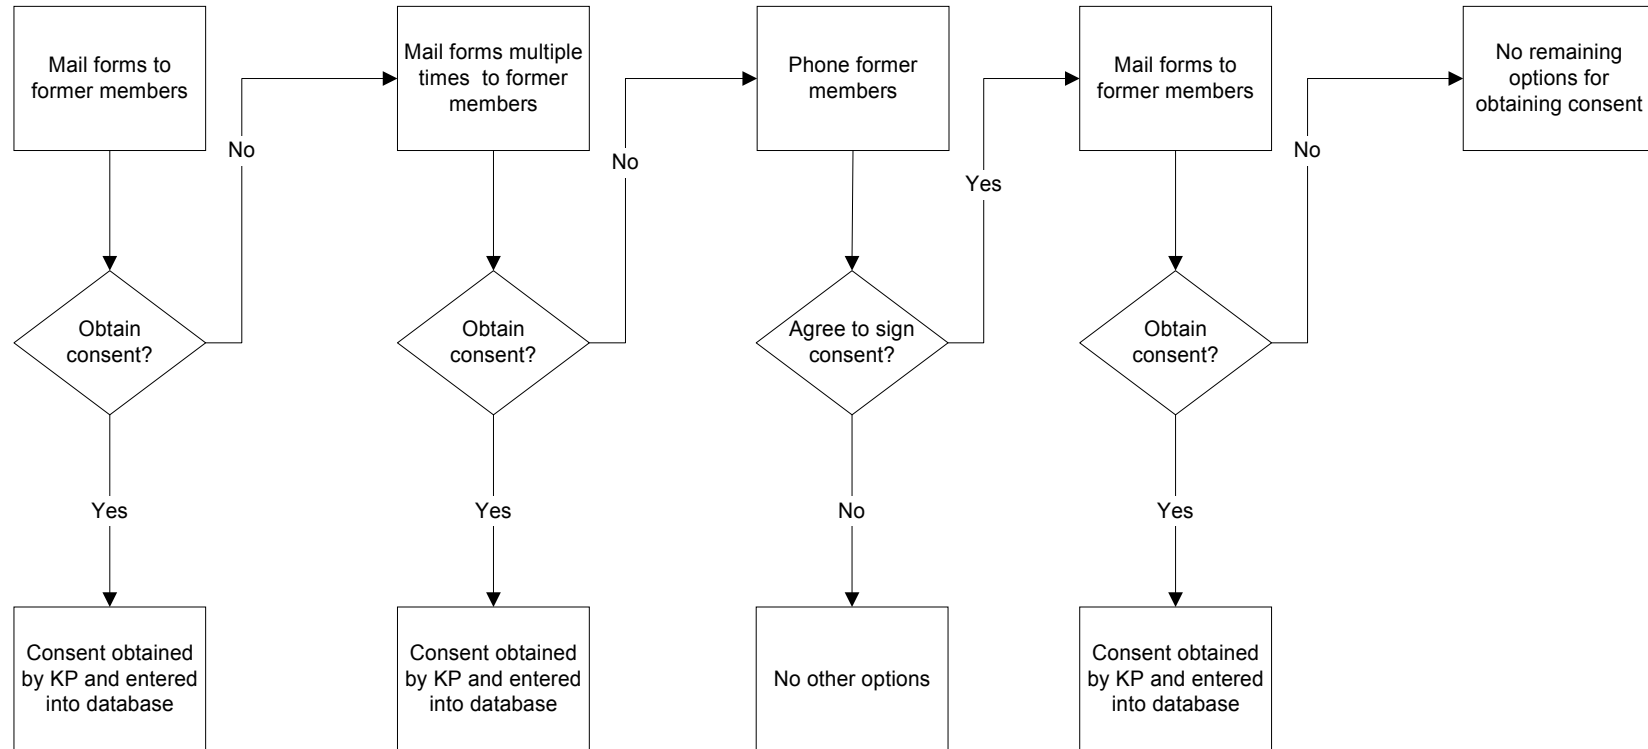 Mail forms to
former members
Mail forms multiple
times to former
members
Phone former
members
Mail forms to
former members
No remaining
options for
obtaining consent
No
No
Yes
No
Obtain
consent?
Obtain
consent?
Agree to sign
consent?
Obtain
consent?
Yes
Yes
No
Yes
Consent obtained
by KP and entered
into database
Consent obtained
by KP and entered
into database
No other options
Consent obtained
by KP and entered
into database